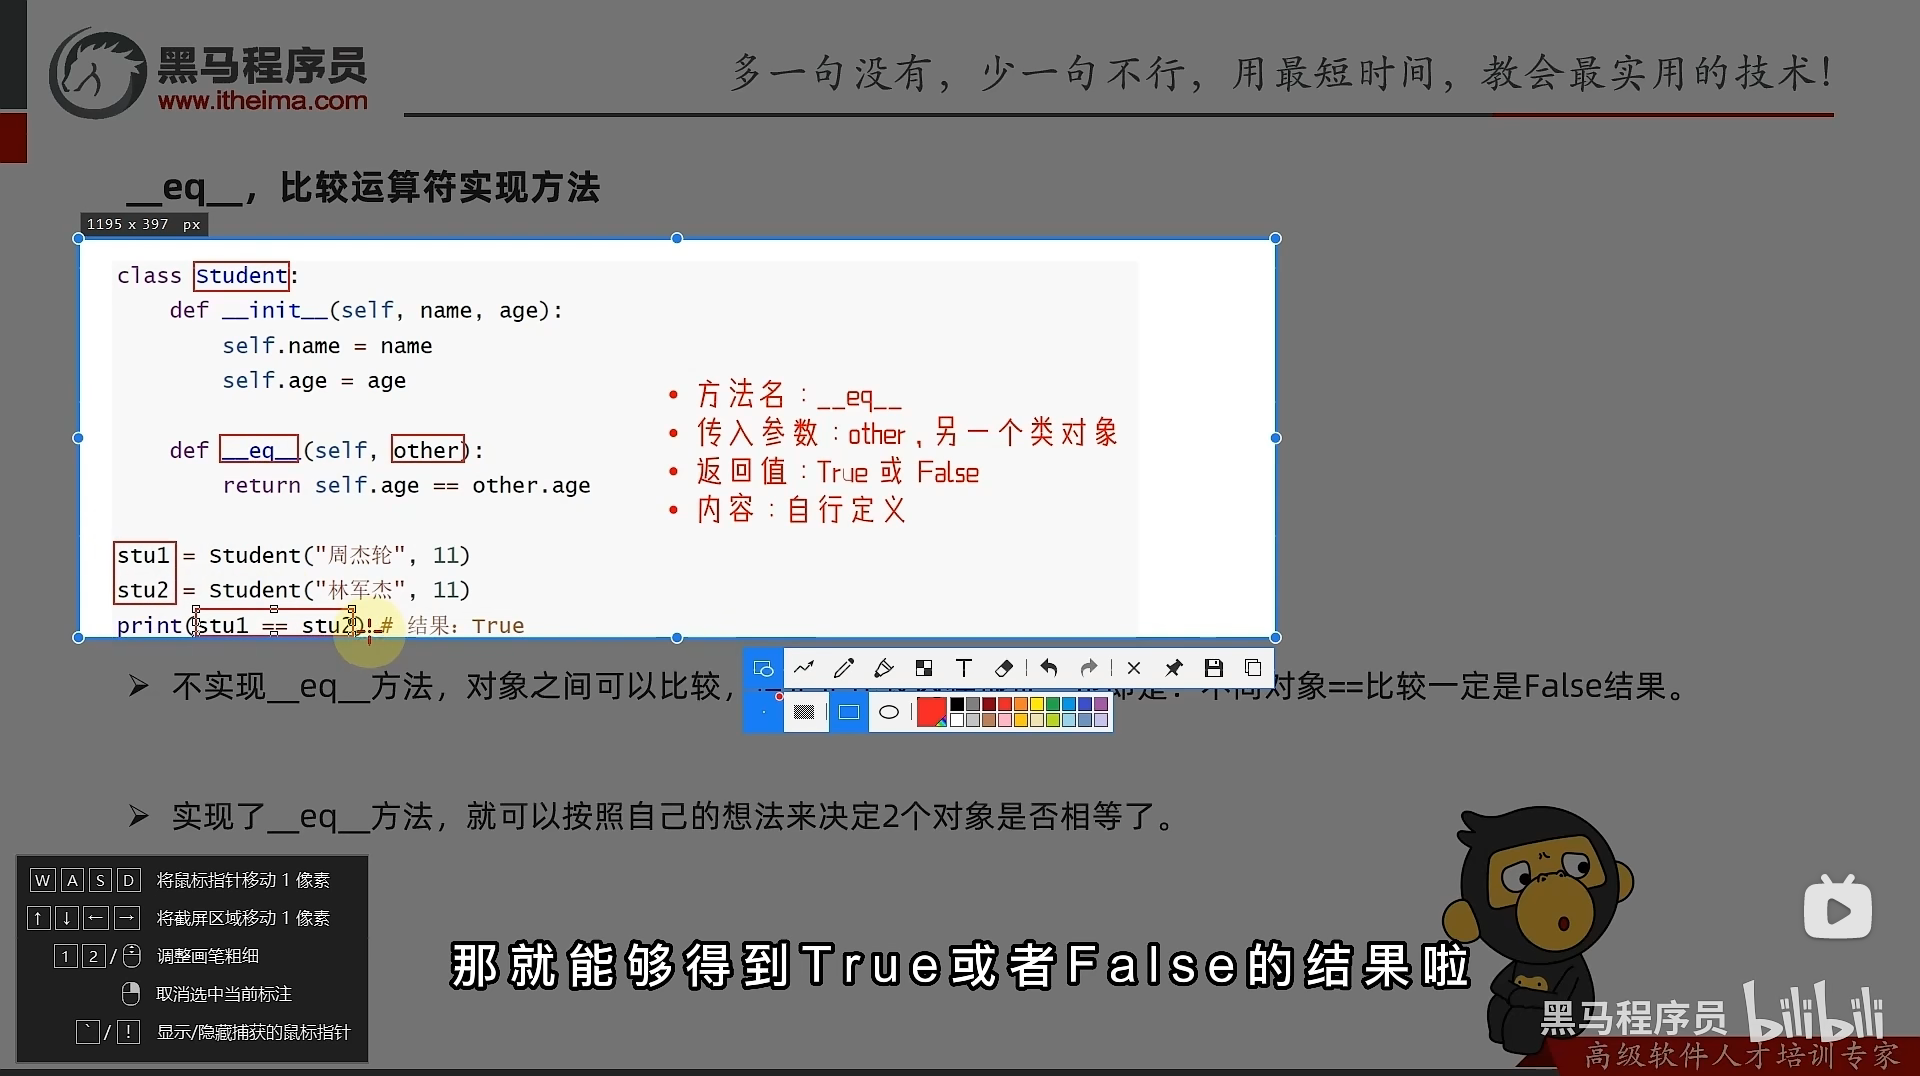 黑马程序员
www.itheima.com
多一句没有，少一句不行，用最短时间，教会最实用的技术！
__eq__，比较运算符实现方法
1195 x 397 px
class Student:
def __init__(self, name, age):
self.name = name
self.age = age
def __eq__(self, other):
return self.age == other.age
• 方法名：__eq__
• 传入参数：other，另一个类对象
• 返回值：True 或 False
• 内容：自行定义
stu1 = Student("周杰轮", 11)
stu2 = Student("林军杰", 11)
print(stu1 == stu2) # 结果：True
T
不实现__eq__方法，对象之间可以比较，
不同对象==比较一定是False结果。
实现了__eq__方法，就可以按照自己的想法来决定2个对象是否相等了。
W A S D 将鼠标指针移动 1 像素
↑ ↓ ← → 将截屏区域移动 1 像素
1 2 / 调整画笔粗细
取消选中当前标注
` / ! 显示/隐藏捕获的鼠标指针
那就能够得到True或者False的结果啦
黑马程序员 bilibili
高级软件人才培训专家